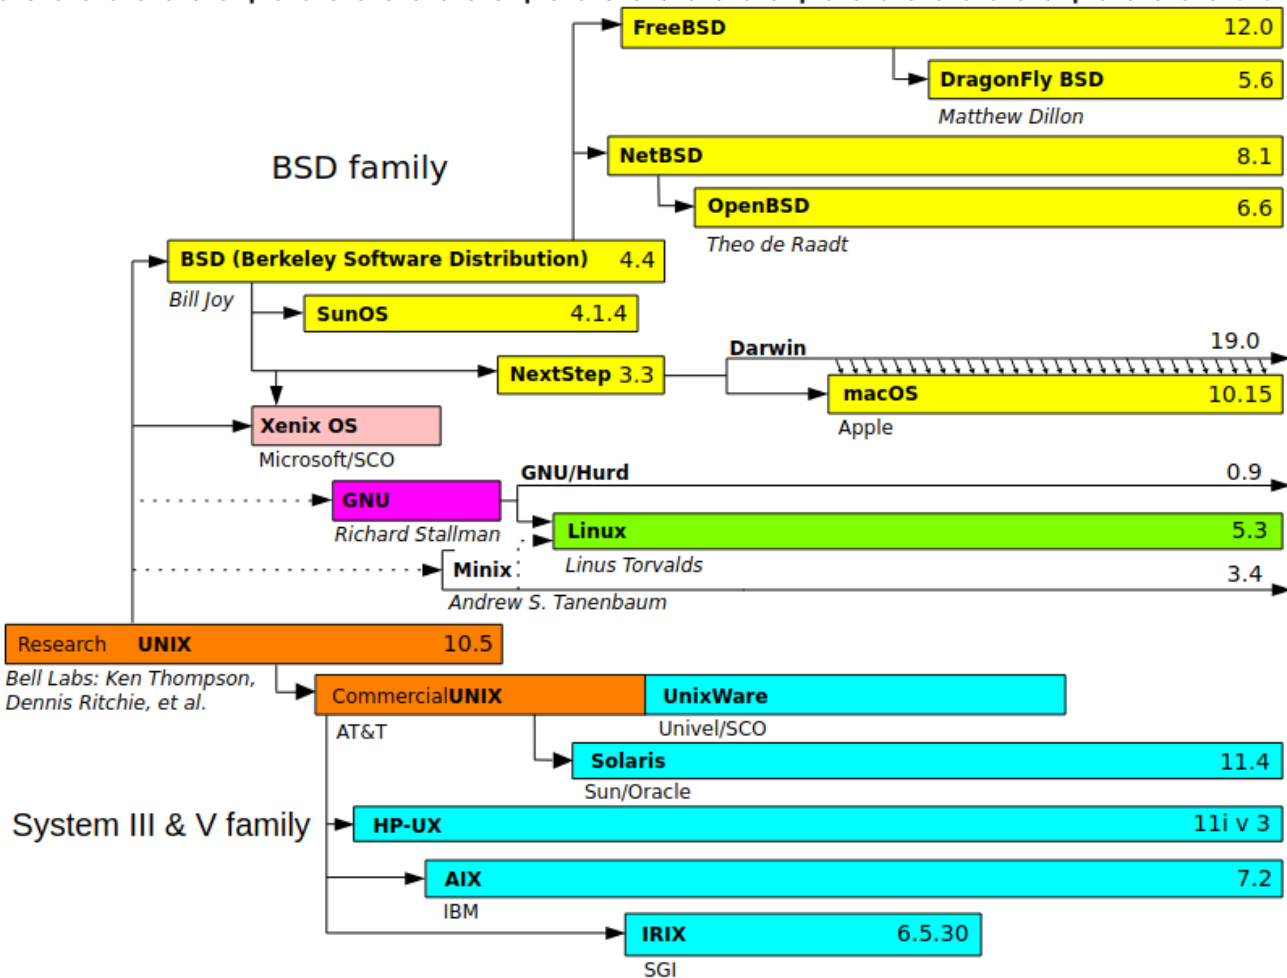 FreeBSD 12.0
DragonFly BSD 5.6
Matthew Dillon
BSD family
NetBSD 8.1
OpenBSD 6.6
Theo de Raadt
BSD (Berkeley Software Distribution) 4.4
Bill Joy
SunOS 4.1.4
Darwin 19.0
NextStep 3.3
macOS 10.15
Apple
Xenix OS
Microsoft/SCO
GNU/Hurd 0.9
GNU
Richard Stallman
Linux 5.3
Linus Torvalds
Minix 3.4
Andrew S. Tanenbaum
Research UNIX 10.5
Bell Labs: Ken Thompson,
Dennis Ritchie, et al.
CommercialUNIX
UnixWare
AT&T
Univel/SCO
Solaris 11.4
Sun/Oracle
System III & V family
HP-UX 11i v 3
AIX 7.2
IBM
IRIX 6.5.30
SGI